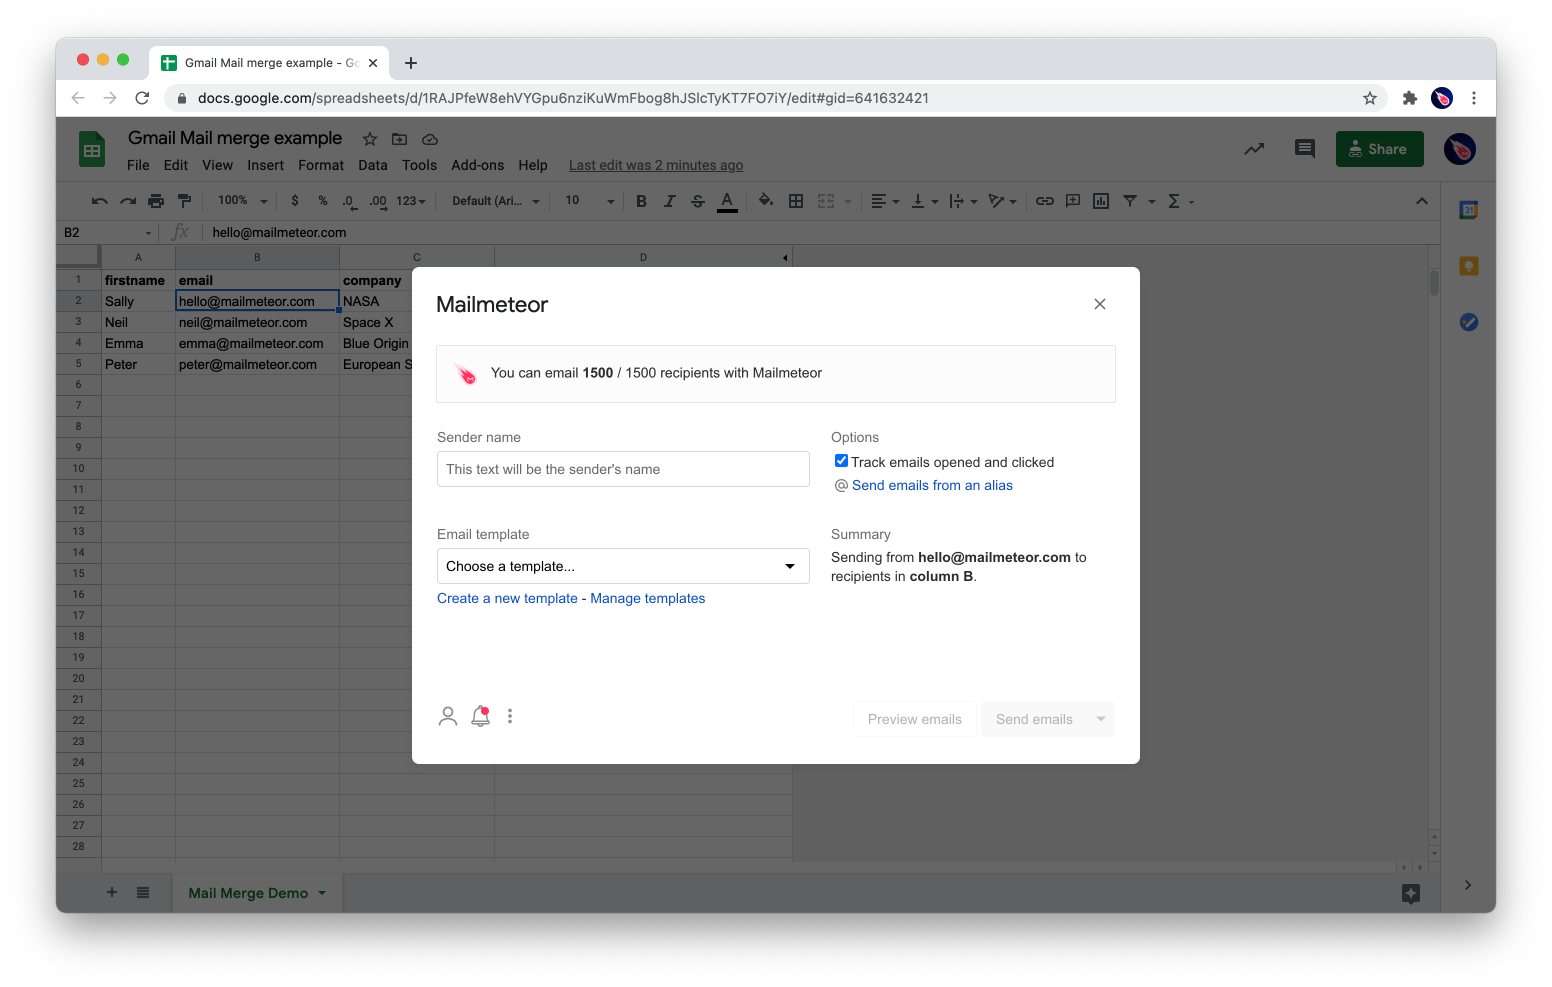 Gmail Mail merge example - Go
docs.google.com/spreadsheets/d/1RAJPfeW8ehVYGpu6nziKuWmFbog8hJSlcTyKT7FO7iY/edit#gid=641632421
Gmail Mail merge example
File Edit View Insert Format Data Tools Add-ons Help Last edit was 2 minutes ago
Share
100% $ % .0 .00 123 Default (Ari... 10 B I S A Σ
31
B2 fx hello@mailmeteor.com
A B C D
1 firstname email company
2 Sally hello@mailmeteor.com NASA
3 Neil neil@mailmeteor.com Space X
4 Emma emma@mailmeteor.com Blue Origin
5 Peter peter@mailmeteor.com European S
6
7
8
9
10
11
12
13
14
15
16
17
18
19
20
21
22
23
24
25
26
27
28
Mailmeteor
You can email 1500 / 1500 recipients with Mailmeteor
Sender name
This text will be the sender's name
Options
Track emails opened and clicked
@ Send emails from an alias
Email template
Choose a template...
Create a new template - Manage templates
Summary
Sending from hello@mailmeteor.com to
recipients in column B.
Preview emails Send emails
Mail Merge Demo